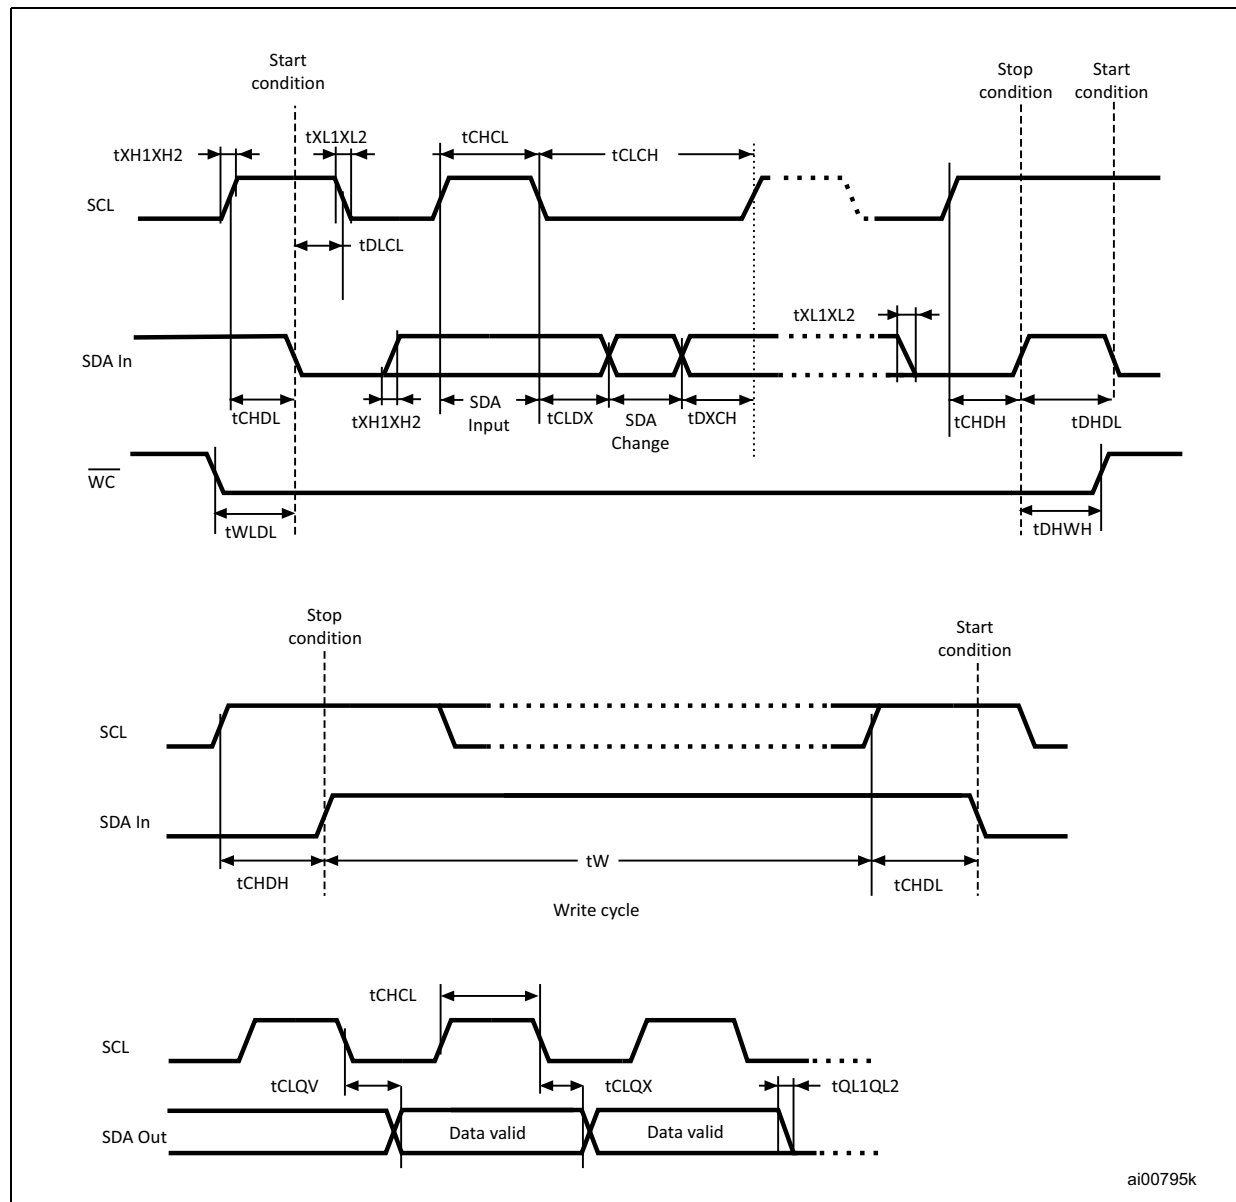 Start
condition
Stop
condition
Start
condition
tXH1XH2
tXL1XL2
tCHCL
tCLCH
SCL
tDLCL
tXL1XL2
SDA In
tCHDL
tXH1XH2
SDA
Input
tCLDX
SDA
Change
tDXCH
tCHDH
tDHDL
WC
tWLDL
tDHWH
Stop
condition
Start
condition
SCL
SDA In
tCHDH
tW
tCHDL
Write cycle
tCHCL
SCL
tCLQV
tCLQX
tQL1QL2
SDA Out
Data valid
Data valid
ai00795k